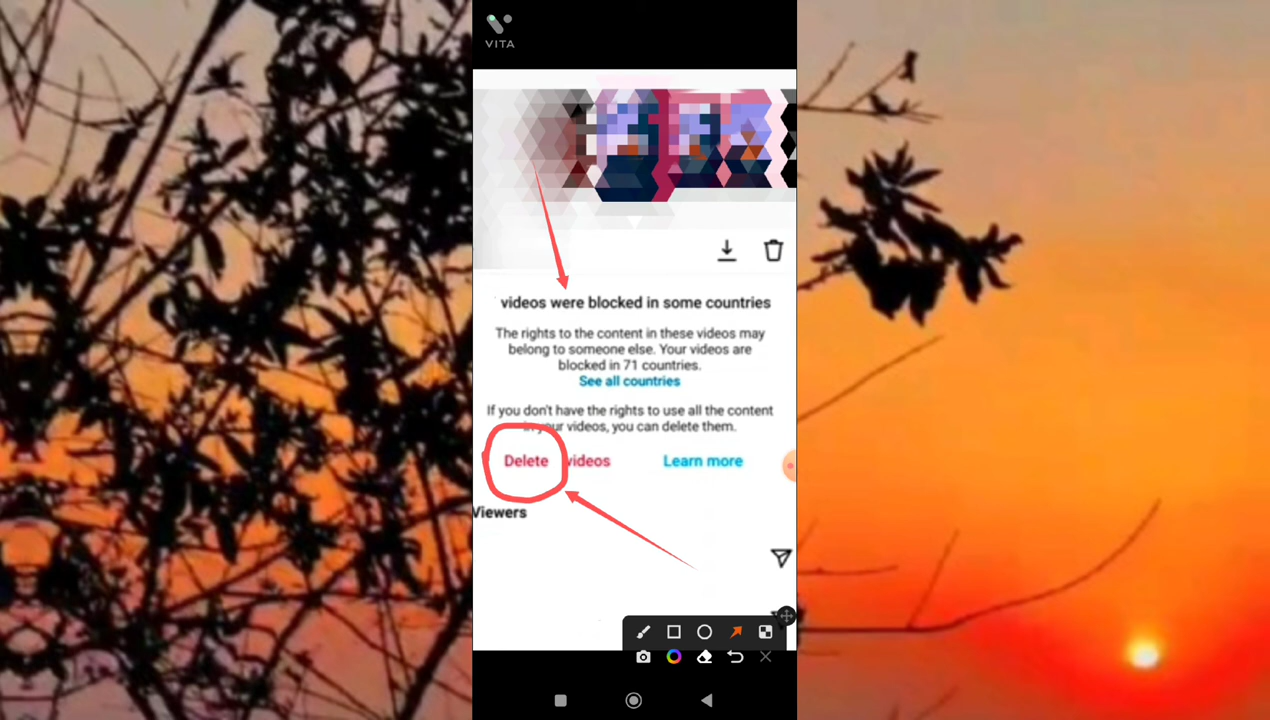 VITA
videos were blocked in some countries
The rights to the content in these videos may
belong to someone else. Your videos are
blocked in 71 countries.
See all countries
If you don't have the rights to use all the content
in your videos, you can delete them.
Delete videos
Learn more
Viewers